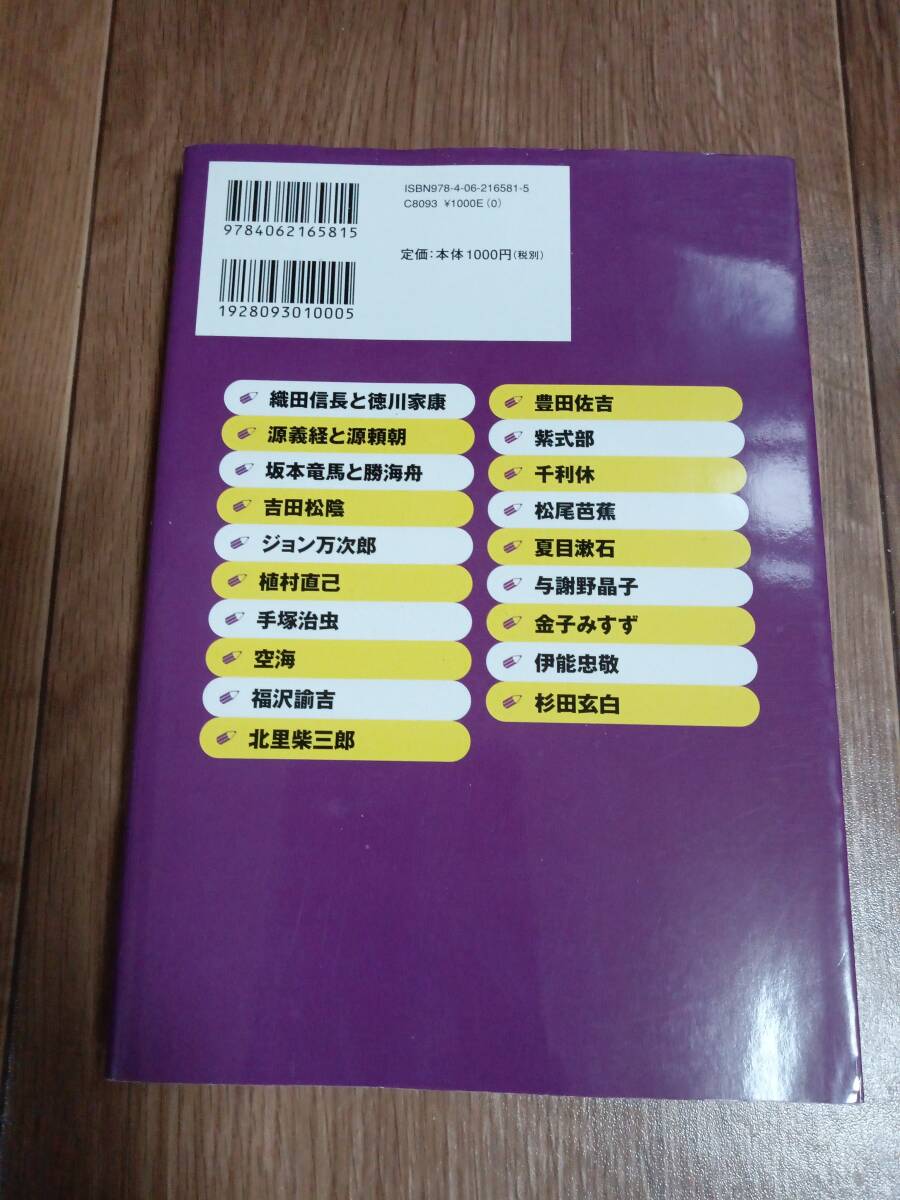 ISBN978-4-06-216581-5
C8093 ¥1000E(0)
9784062165815
定価:本体1000円(税別)
1928093010005
織田信長と徳川家康
源義経と源頼朝
坂本竜馬と勝海舟
吉田松陰
ジョン万次郎
植村直己
手塚治虫
空海
福沢諭吉
北里柴三郎
豊田佐吉
紫式部
千利休
松尾芭蕉
夏目漱石
与謝野晶子
金子みすず
伊能忠敬
杉田玄白